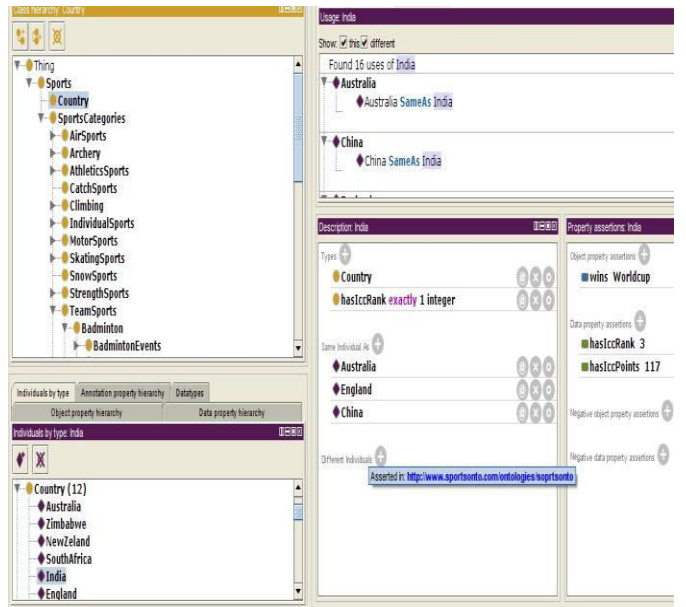 Class hierarchy: Country
Thing
Sports
Country
SportsCategories
AirSports
Archery
AthleticsSports
CatchSports
Climbing
IndividualSports
MotorSports
SkatingSports
SnowSports
StrengthSports
TeamSports
Badminton
BadmintonEvents
Individuals by type
Annotation property hierarchy
Datatypes
Object property hierarchy
Data property hierarchy
Individuals by type: India
Country (12)
Australia
Zimbabwe
NewZeland
SouthAfrica
India
England
Usage: India
Show: this different
Found 16 uses of India
Australia
Australia SameAs India
China
China SameAs India
Description: India
Types
Country
hasIccRank exactly 1 integer
Same Individual As
Australia
England
China
Different Individuals
Asserted in: http://www.sportsonto.com/ontologies/soprtsonto
Property assertions: India
Object property assertions
wins Worldcup
Data property assertions
hasIccRank 3
hasIccPoints 117
Negative object property assertions
Negative data property assertions